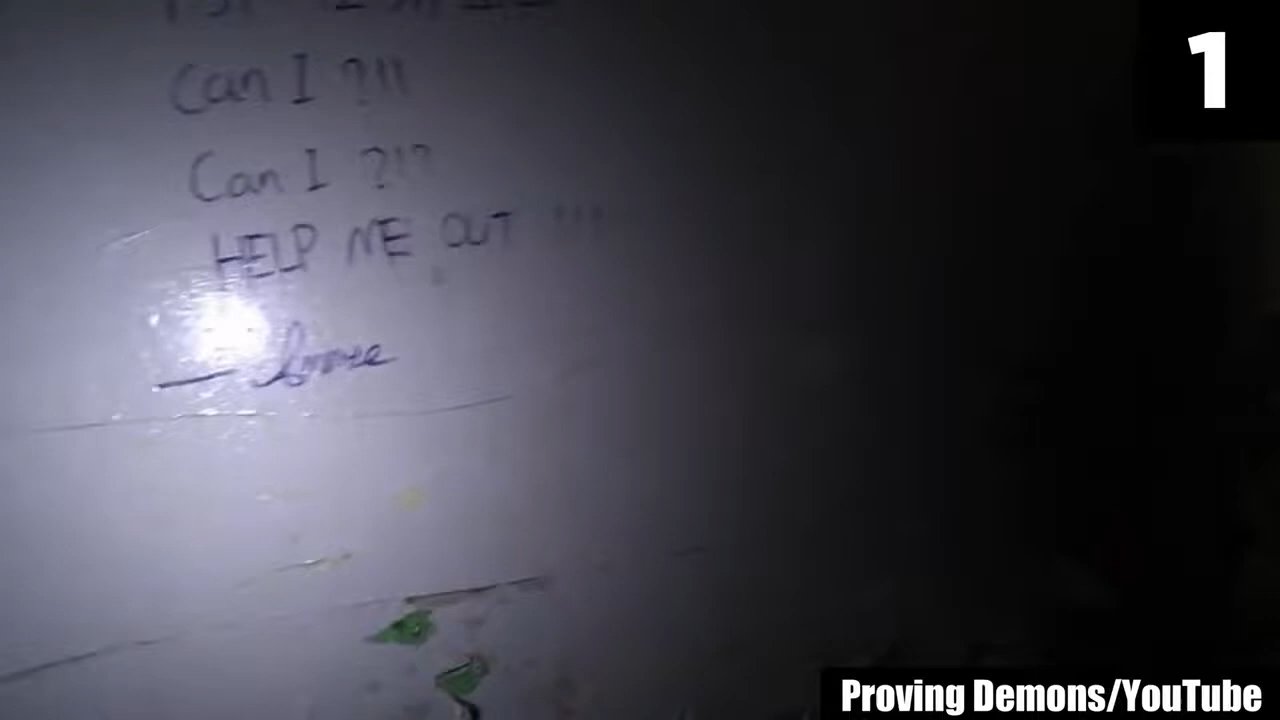 1
Can I ?!!
Can I ?!?
HELP ME OUT ...
Proving Demons/YouTube